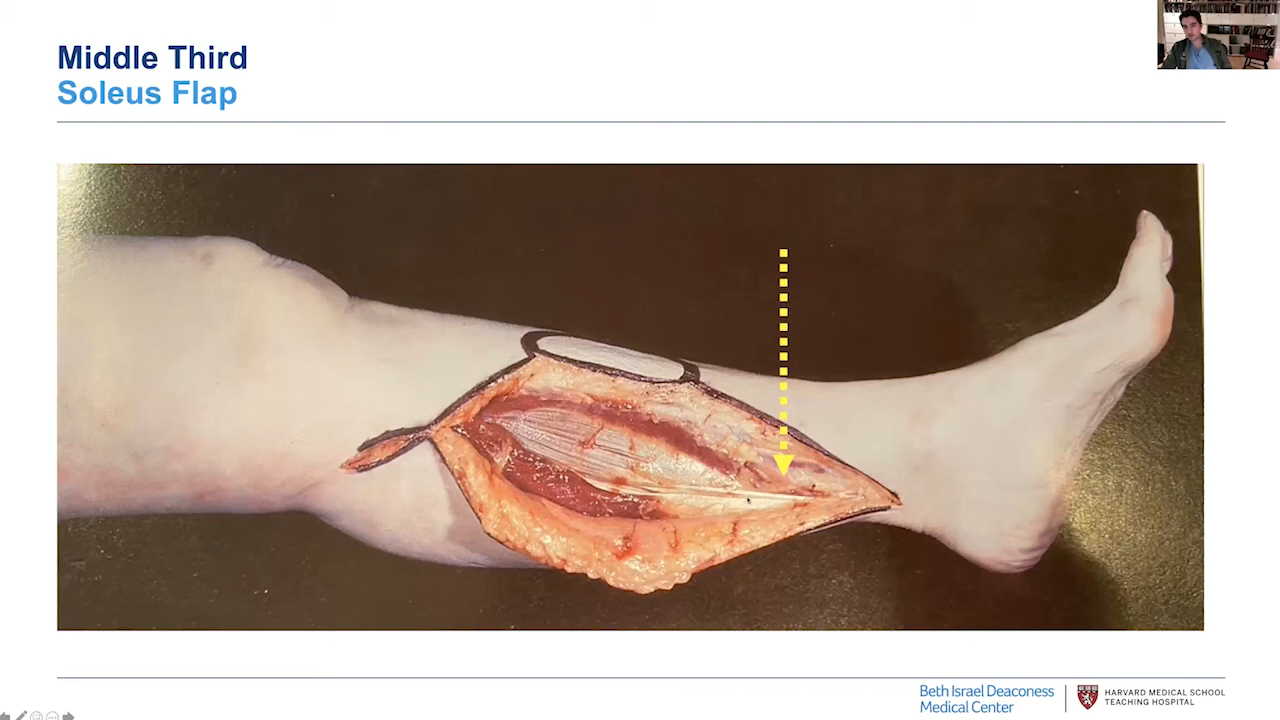 Middle Third
Soleus Flap
Beth Israel Deaconess
Medical Center
HARVARD MEDICAL SCHOOL
TEACHING HOSPITAL